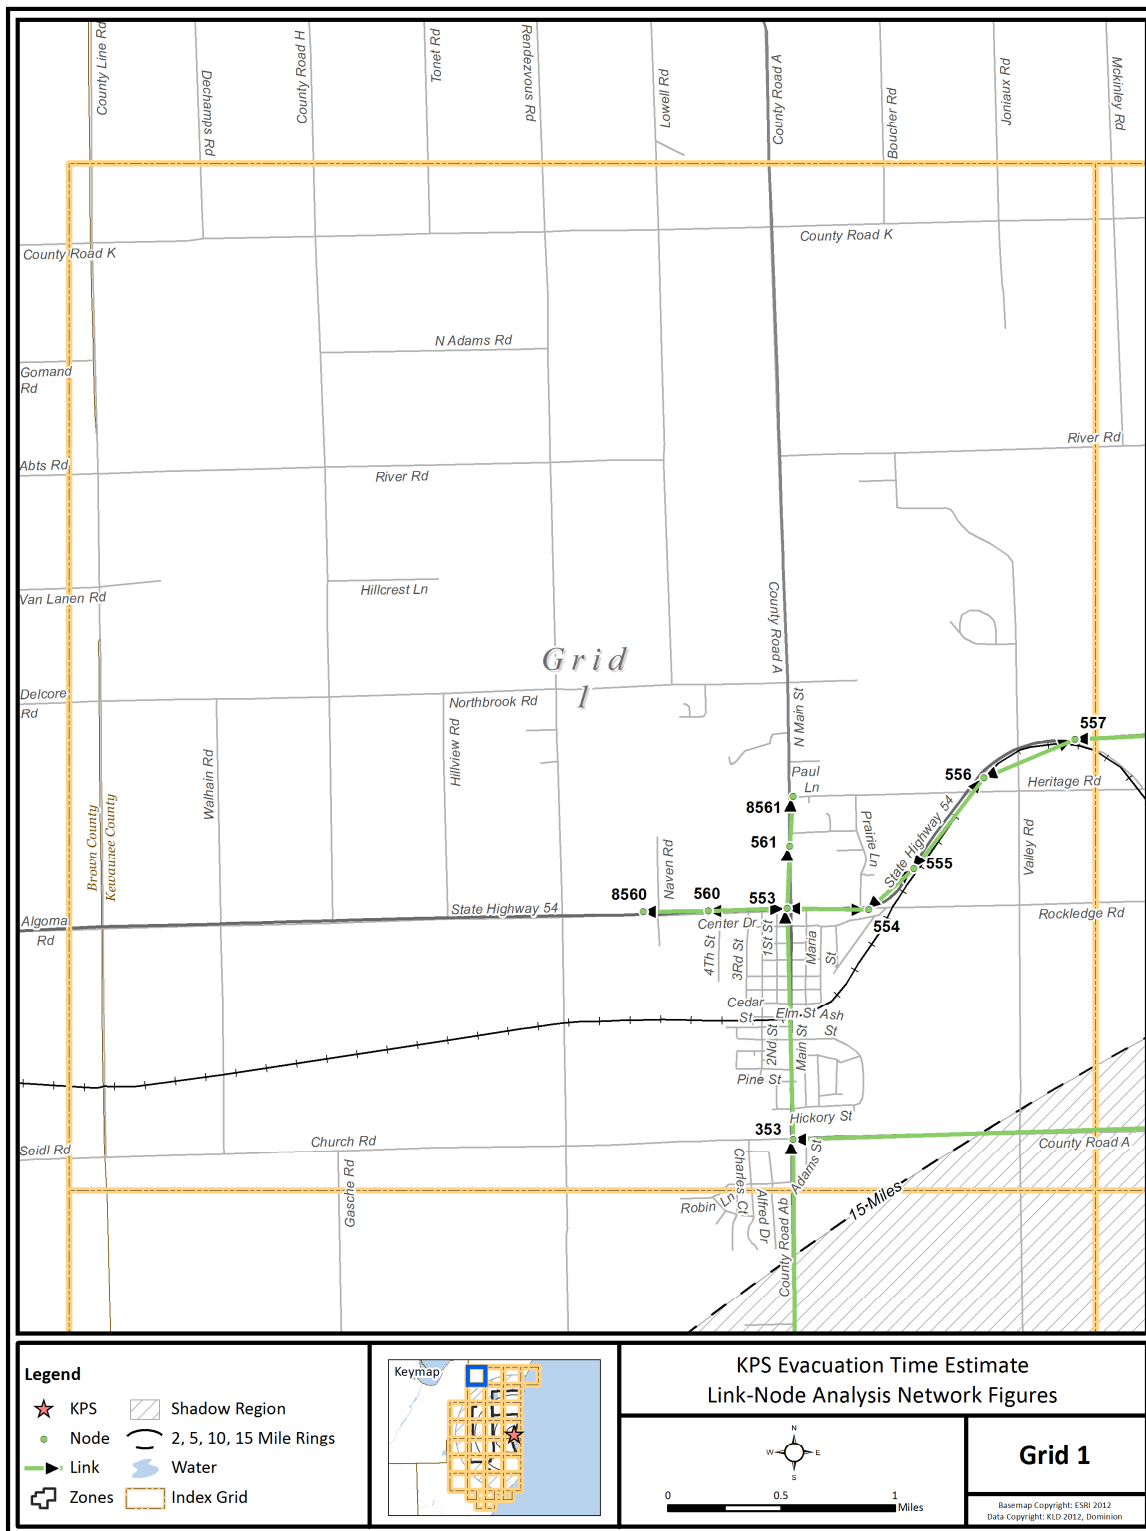 County Line Rd
Dechamps Rd
County Road H
Tonet Rd
Rendezvous Rd
Lowell Rd
County Road A
Boucher Rd
Joniaux Rd
Mckinley Rd
County Road K
County Road K
N Adams Rd
Gomand
Rd
Abts Rd
River Rd
River Rd
Van Lanen Rd
Hillcrest Ln
County Road A
Grid
1
Delcore
Rd
Northbrook Rd
N Main St
Hillview Rd
Walhain Rd
557
556
Paul
Ln
Heritage Rd
8561
561
Prairie Ln
State Highway 54
555
Valley Rd
Brown County
Kewaunee County
Naven Rd
8560
560
553
State Highway 54
Algoma
Rd
Center Dr
Rockledge Rd
554
4Th St
3Rd St
1St St
Maria
St
Cedar
St
Elm St
Ash
St
2Nd St
Main St
Pine St
Hickory St
353
Seidl Rd
Church Rd
County Road A
Gasche Rd
Charles Ct
Adams St
Robin
Ln
Alfred Dr
County Road Ab
15 Miles
Legend
KPS
Shadow Region
Node
2, 5, 10, 15 Mile Rings
Link
Water
Zones
Index Grid
Keymap
KPS Evacuation Time Estimate
Link-Node Analysis Network Figures
N
W
E
S
0
0.5
1
Miles
Grid 1
Basemap Copyright: ESRI 2012
Data Copyright: KLD 2012, Dominion